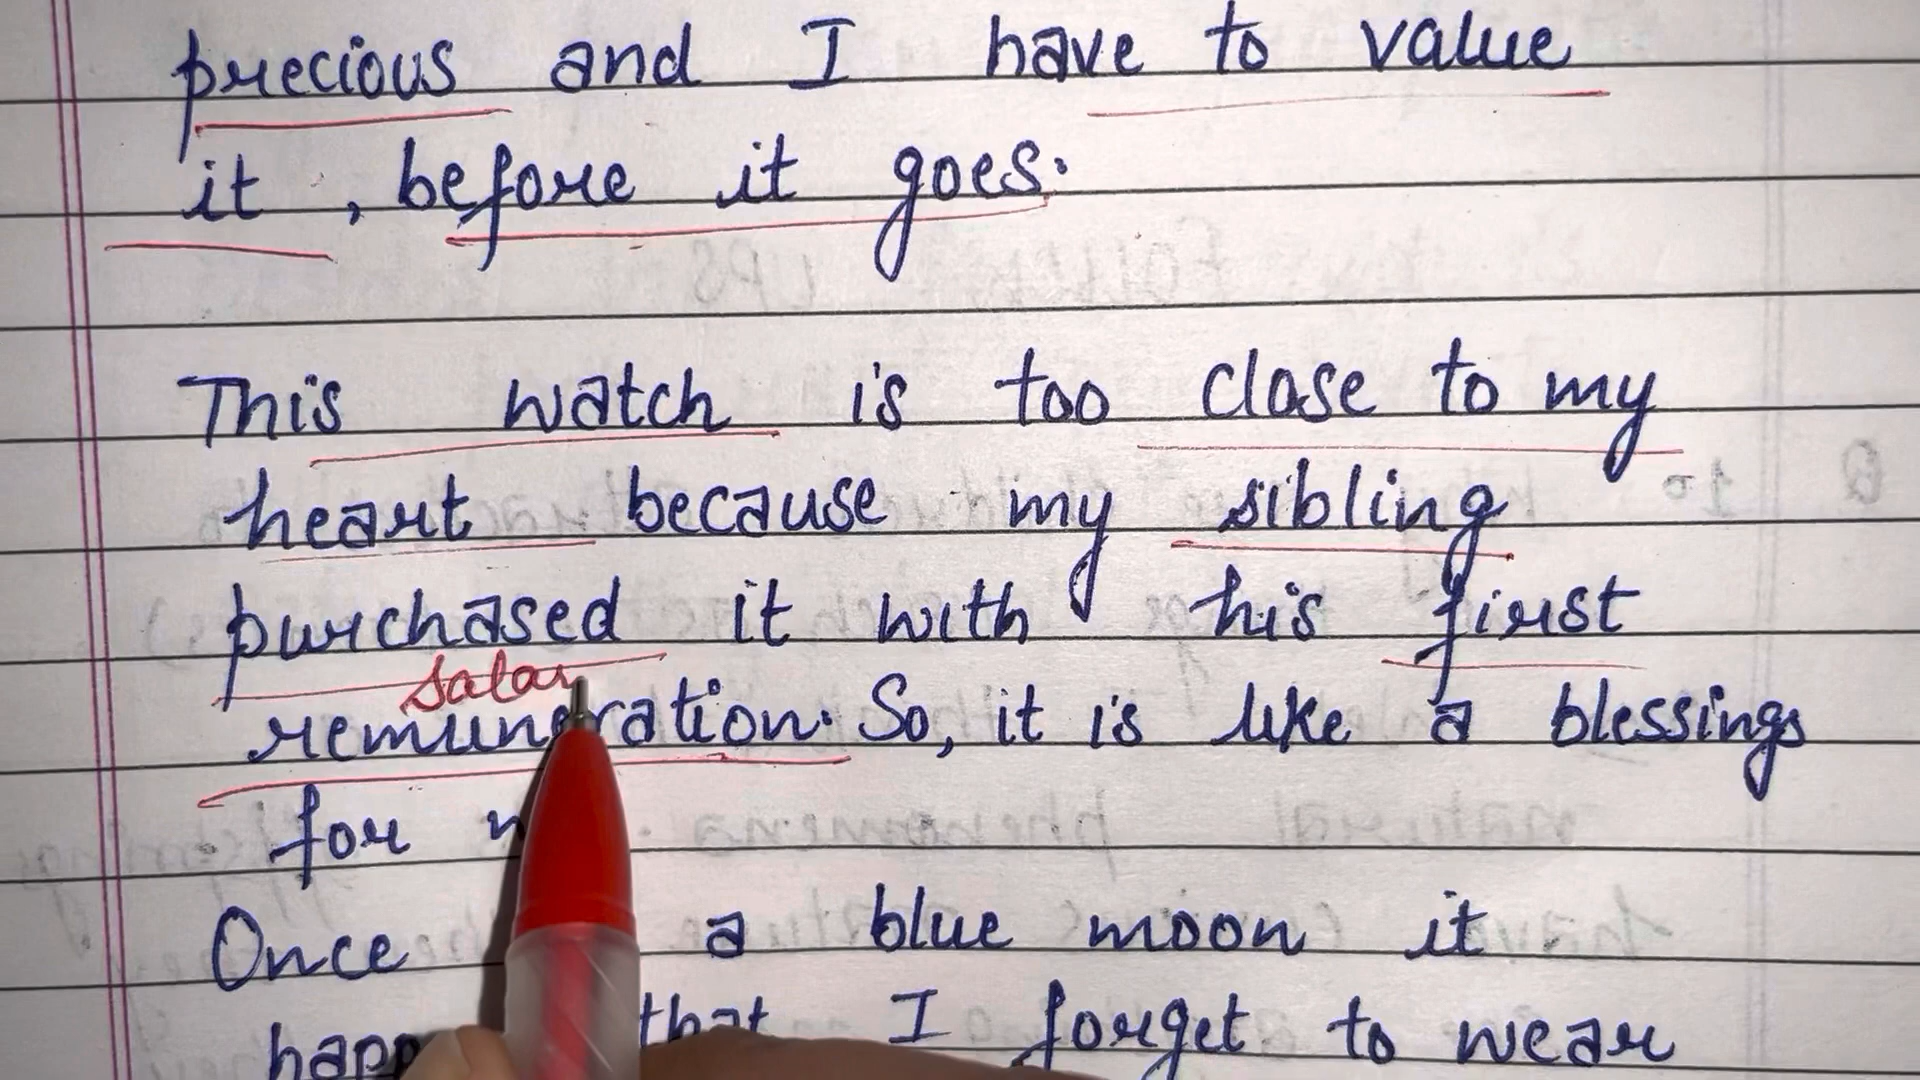 precious and I have to value
it, before it goes.
This watch is too close to my
heart because my sibling
purchased it with his first
salar
remuneration. So, it is like a blessings
for
Once a blue moon it
that I forget to wear